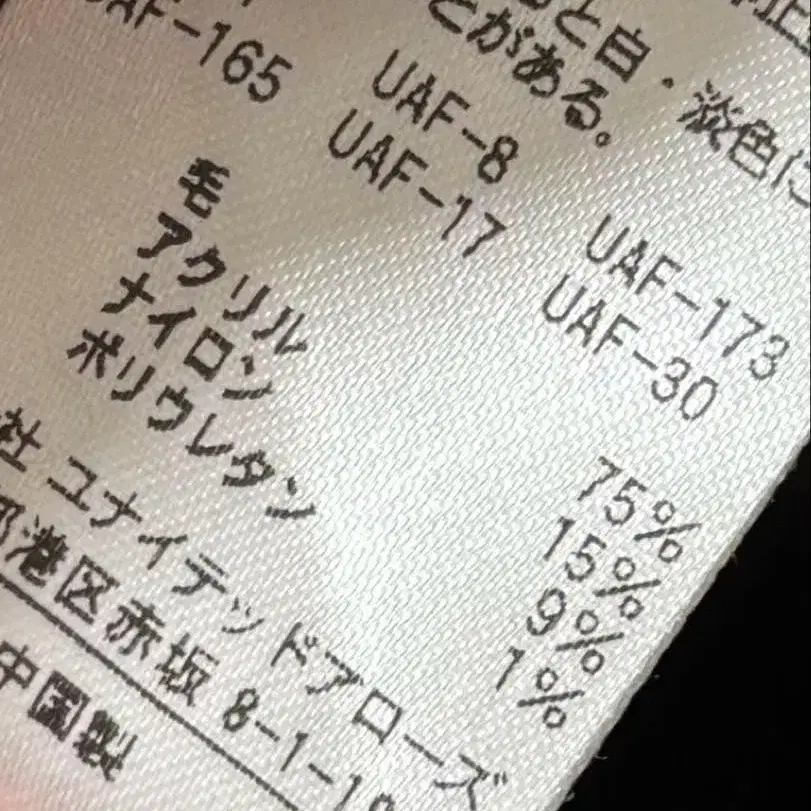 と白・淡色に
とがある。
UAF-8 UAF-173
UAF-165 UAF-17 UAF-30
毛 75%
アクリル 15%
ナイロン 9%
ポリウレタン 1%
社 ユナイテッドアローズ
港区赤坂 8-1-1
中国製